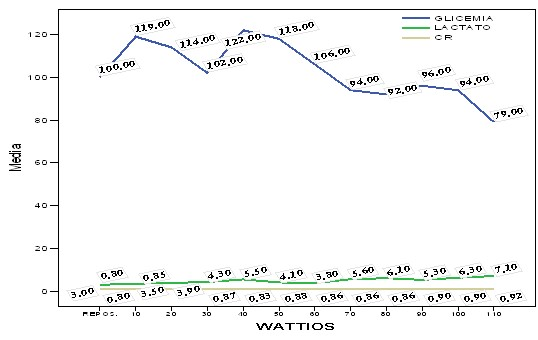 GLICEMIA
LACTATO
CR
120
100
80
60
40
20
0
Media
100.00 119.00 114.00 102.00 122.00 118.00 106.00 94.00 92.00 96.00 94.00 79.00
0.80 0.85 4.30 5.50 4.10 3.80 5.60 6.10 5.30 6.30 7.10
3.00 0.80 3.50 3.90 0.87 0.83 0.88 0.86 0.86 0.86 0.90 0.90 0.92
REPOS. 10 20 30 40 50 60 70 80 90 100 110
WATTIOS